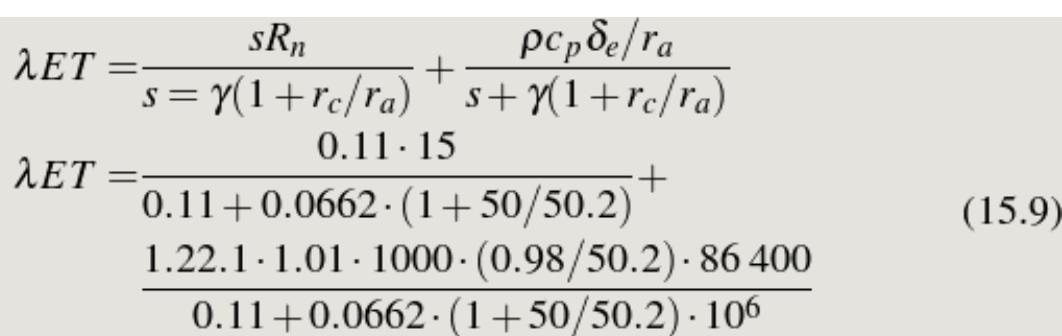 λET = sR_n / s = γ(1 + r_c/r_a) + ρc_p δ_e/r_a / s + γ(1 + r_c/r_a)
λET = 0.11 · 15 / 0.11 + 0.0662 · (1 + 50/50.2) +
(15.9)
1.22.1 · 1.01 · 1000 · (0.98/50.2) · 86 400 / 0.11 + 0.0662 · (1 + 50/50.2) · 10^6